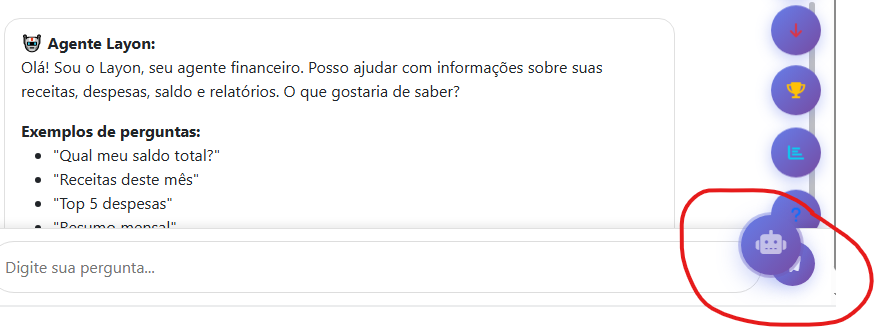 Agente Layon:
Olá! Sou o Layon, seu agente financeiro. Posso ajudar com informações sobre suas
receitas, despesas, saldo e relatórios. O que gostaria de saber?
Exemplos de perguntas:
"Qual meu saldo total?"
"Receitas deste mês"
"Top 5 despesas"
"Resumo mensal"
?
Digite sua pergunta...